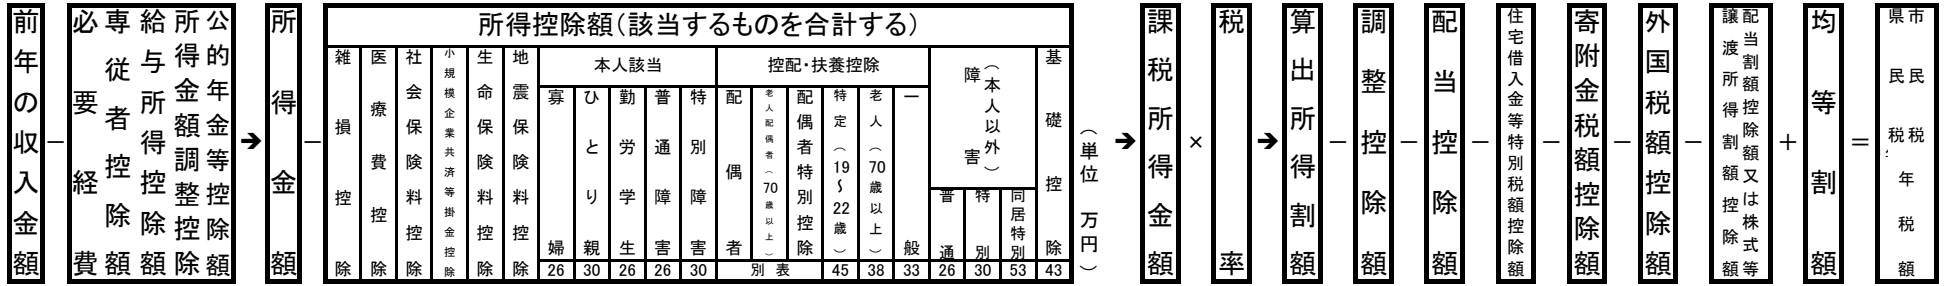 前年の収入金額
－
必要経費
専従者控除額
給与所得控除額
所得金額調整控除
公的年金等控除額
➔
所得金額
－
所得控除額（該当するものを合計する）
雑損控除
医療費控除
社会保険料控除
小規模企業共済等掛金控除
生命保険料控除
地震保険料控除
本人該当
寡婦
26
ひとり親
30
勤労学生
26
普通障害
26
特別障害
30
控配・扶養控除
配偶者
老人配偶者（70歳以上）
配偶者特別控除
別表
特定（19～22歳）
45
老人（70歳以上）
38
一般
33
障害（本人以外）
普通
26
特別
30
同居特別
53
基礎控除
43
（単位 万円）
➔
課税所得金額
×
税率
➔
算出所得割額
－
調整控除
－
配当控除
－
住宅借入金等特別税額控除額
－
寄附金税額控除額
－
外国税額控除額
－
配当割額控除額又は株式等
譲渡所得割額控除額
＋
均等割額
＝
市民税
県民税
年税額